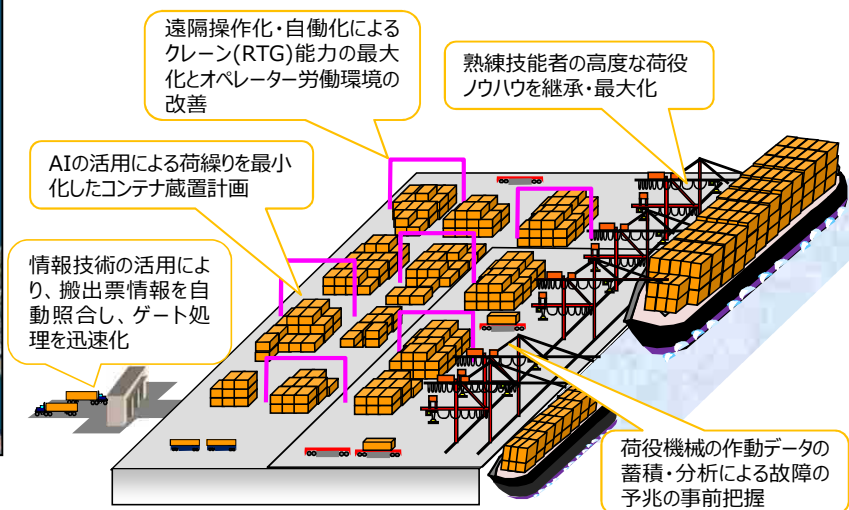 遠隔操作化・自働化による
クレーン(RTG)能力の最大
化とオペレーター労働環境の
改善
熟練技能者の高度な荷役
ノウハウを継承・最大化
AIの活用による荷繰りを最小
化したコンテナ蔵置計画
情報技術の活用によ
り、搬出票情報を自
動照合し、ゲート処
理を迅速化
荷役機械の作動データの
蓄積・分析による故障の
予兆の事前把握